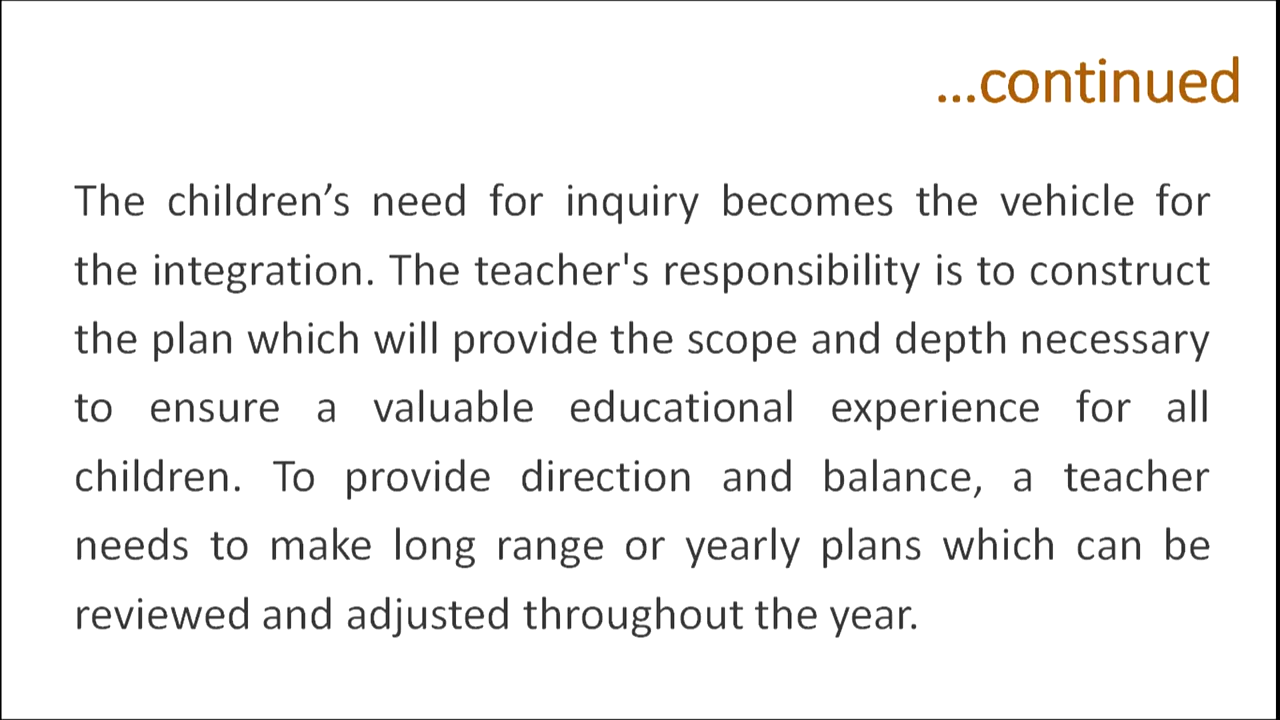 ...continued
The children’s need for inquiry becomes the vehicle for
the integration. The teacher's responsibility is to construct
the plan which will provide the scope and depth necessary
to ensure a valuable educational experience for all
children. To provide direction and balance, a teacher
needs to make long range or yearly plans which can be
reviewed and adjusted throughout the year.